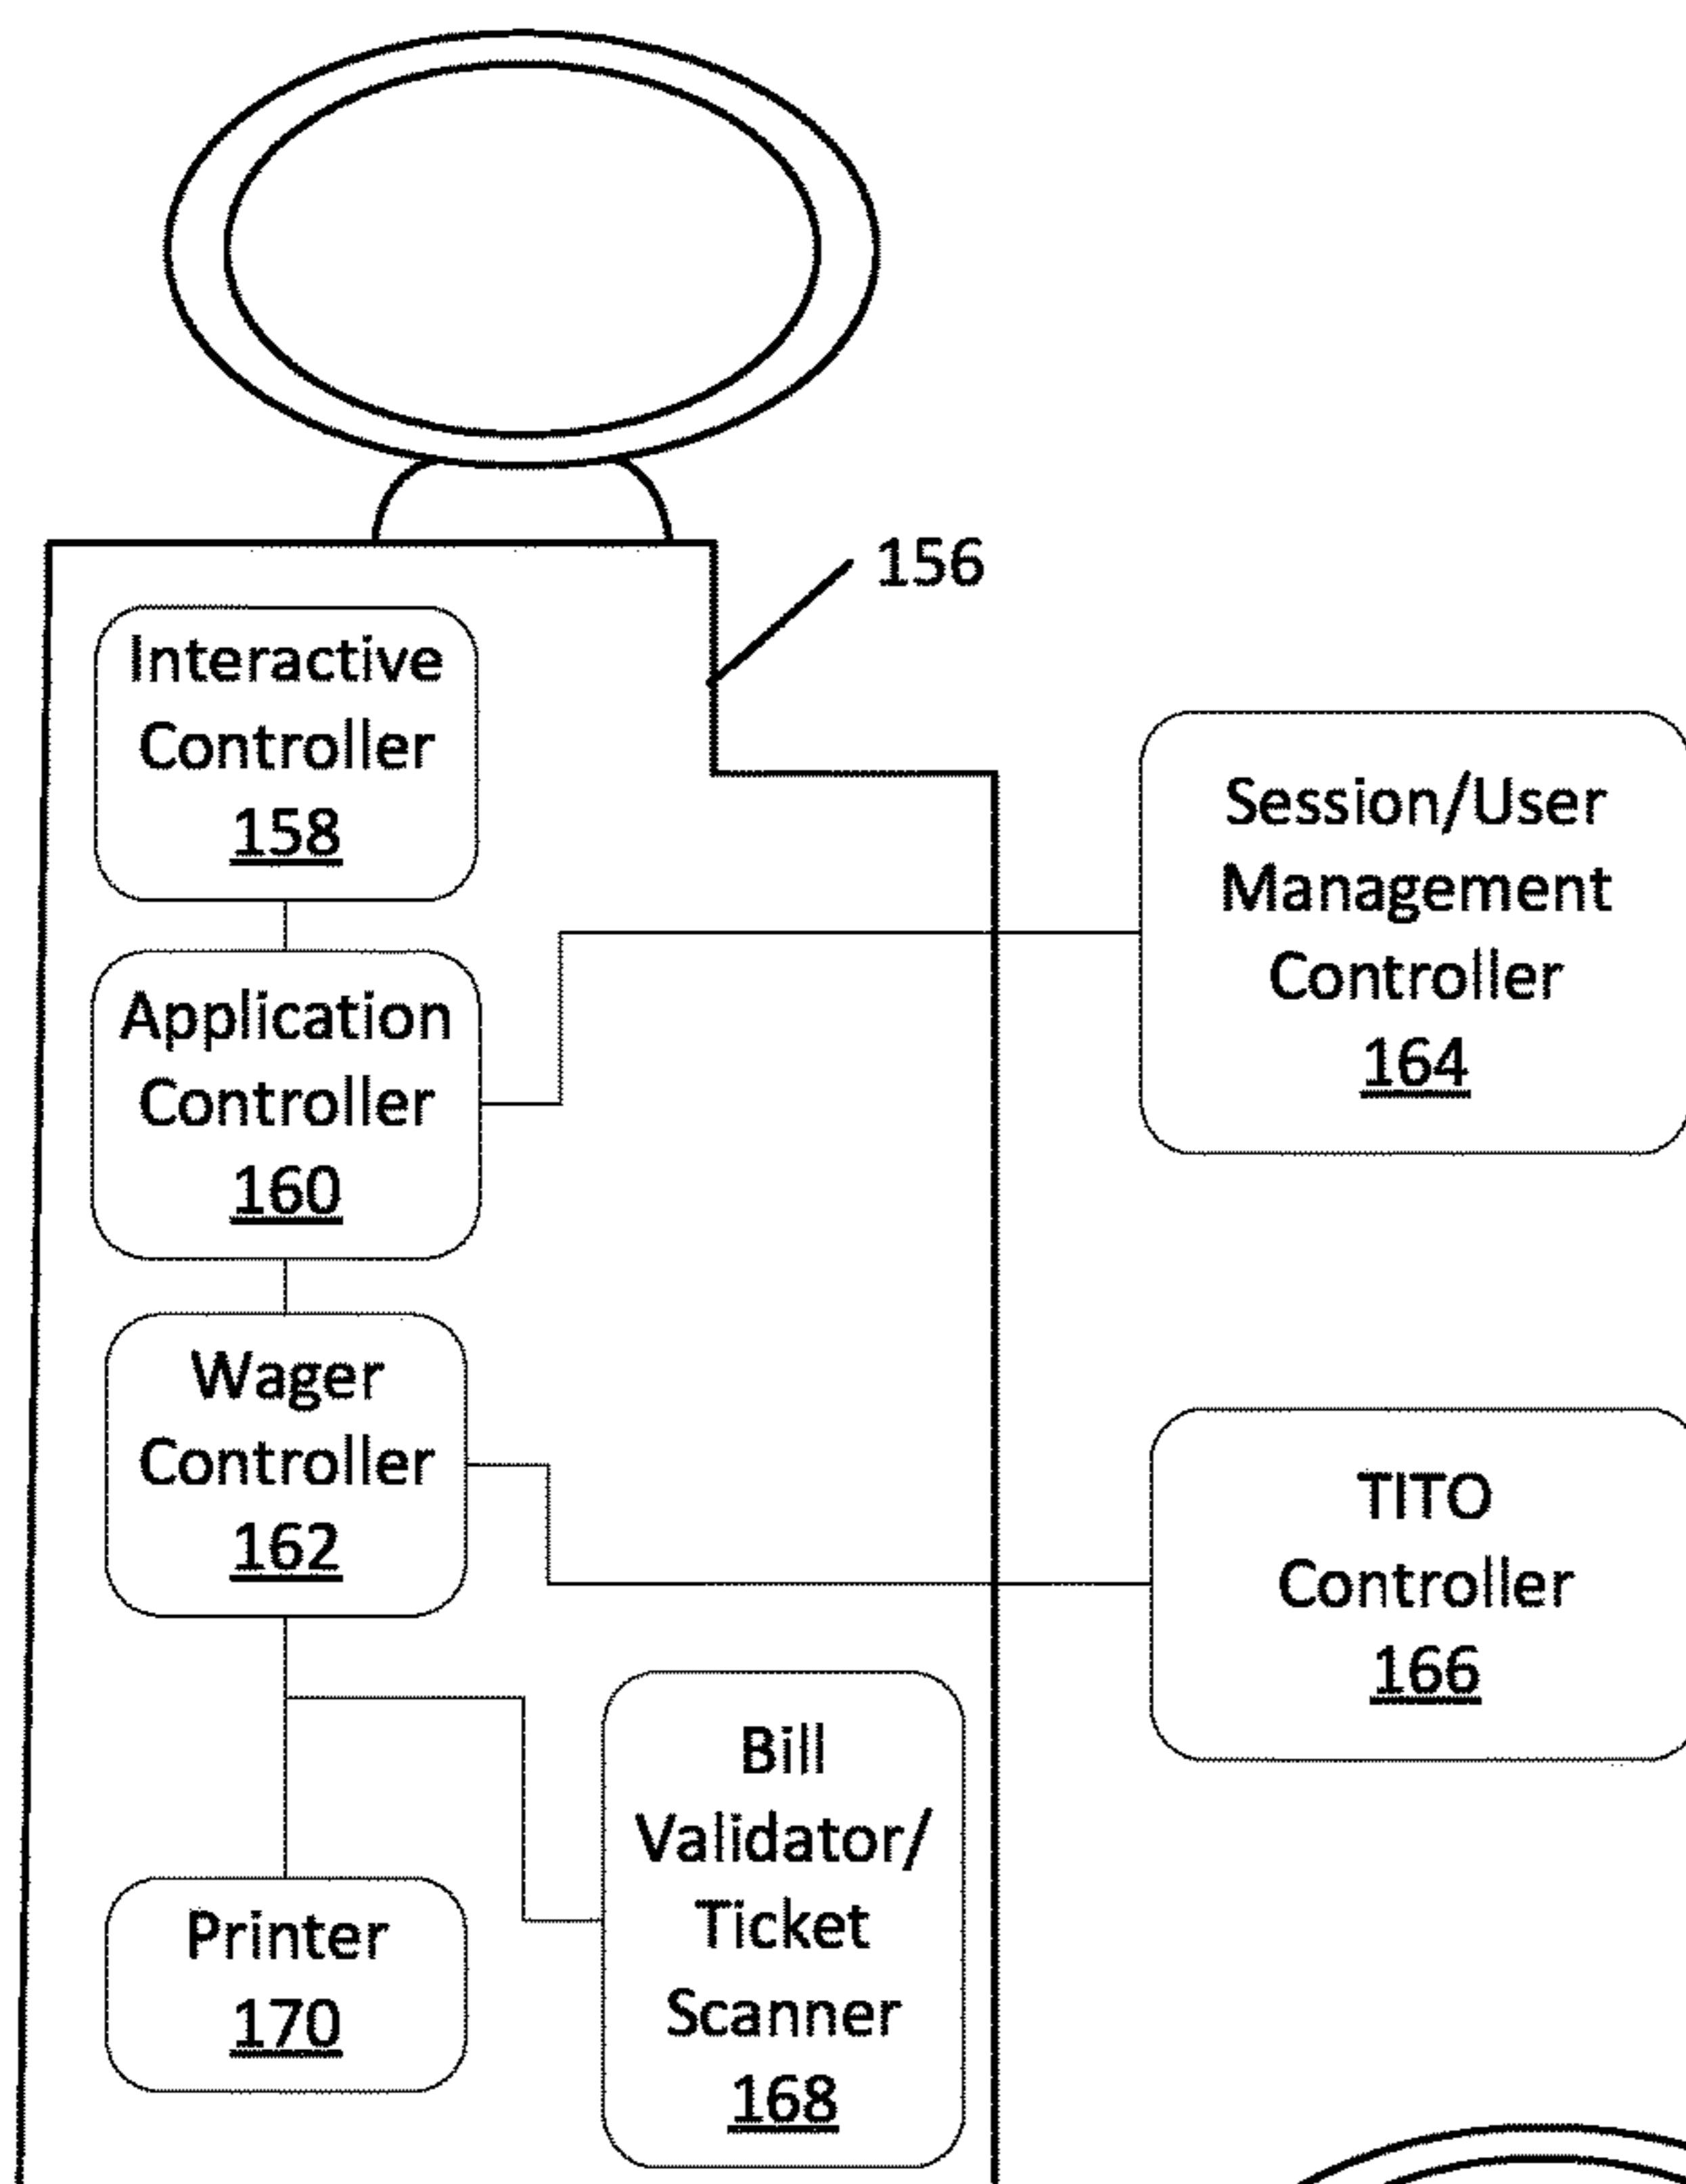 156
Interactive
Controller
158
Session/User
Management
Controller
164
Application
Controller
160
Wager
Controller
162
TITO
Controller
166
Bill
Validator/
Ticket
Scanner
168
Printer
170